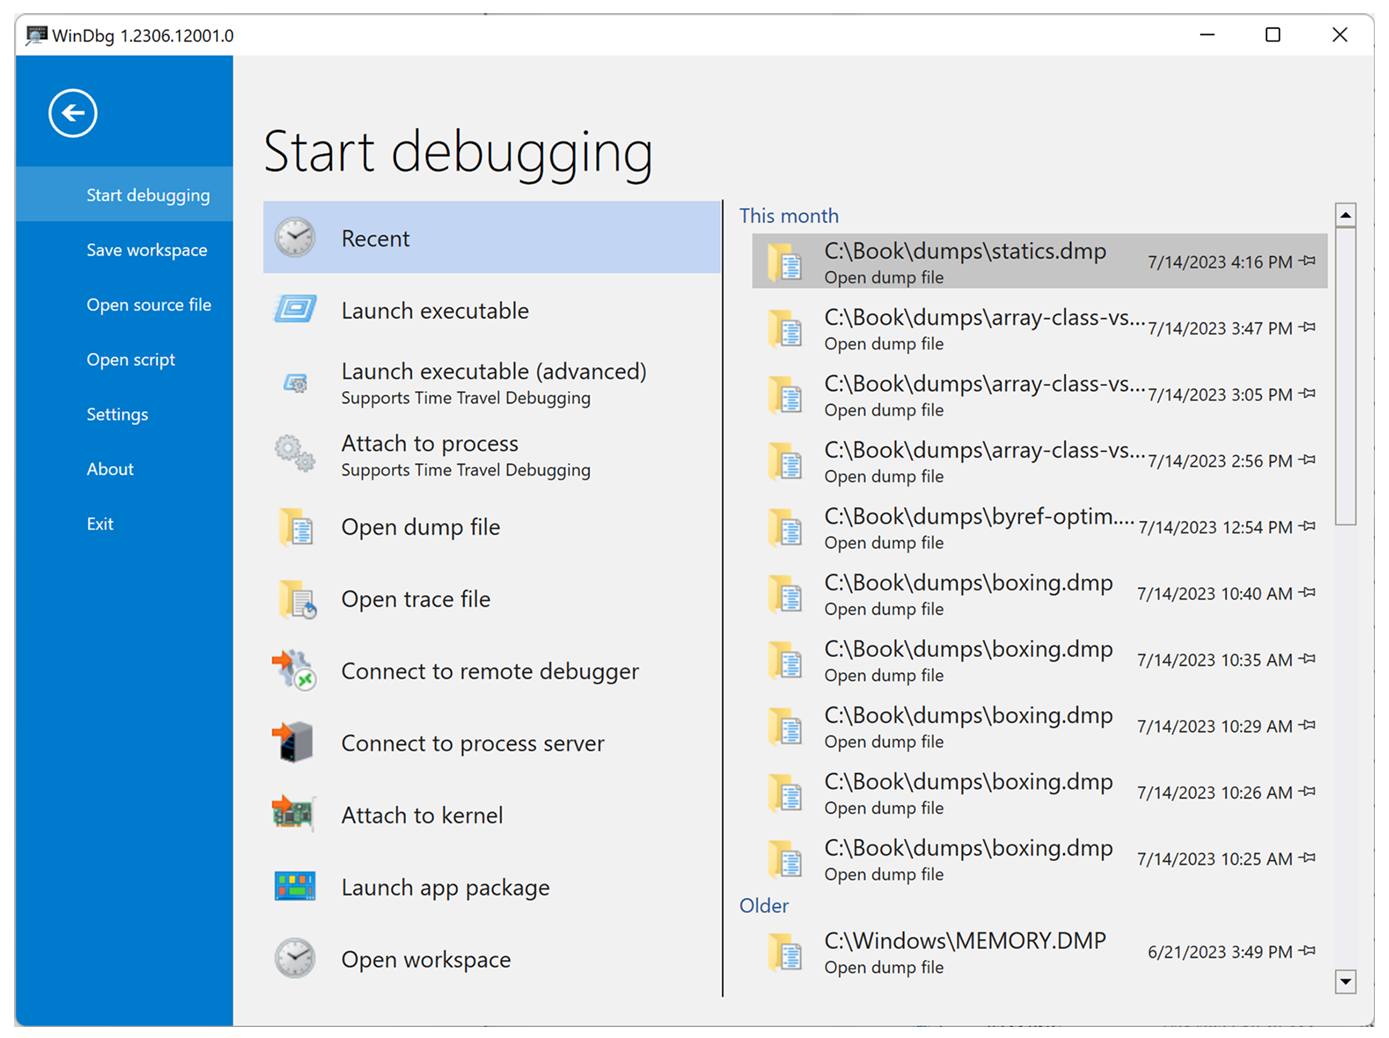 WinDbg 1.2306.12001.0
Start debugging
Save workspace
Open source file
Open script
Settings
About
Exit
Start debugging
Recent
Launch executable
Launch executable (advanced)
Supports Time Travel Debugging
Attach to process
Supports Time Travel Debugging
Open dump file
Open trace file
Connect to remote debugger
Connect to process server
Attach to kernel
Launch app package
Open workspace
This month
C:\Book\dumps\statics.dmp 7/14/2023 4:16 PM
Open dump file
C:\Book\dumps\array-class-vs... 7/14/2023 3:47 PM
Open dump file
C:\Book\dumps\array-class-vs... 7/14/2023 3:05 PM
Open dump file
C:\Book\dumps\array-class-vs... 7/14/2023 2:56 PM
Open dump file
C:\Book\dumps\byref-optim.... 7/14/2023 12:54 PM
Open dump file
C:\Book\dumps\boxing.dmp 7/14/2023 10:40 AM
Open dump file
C:\Book\dumps\boxing.dmp 7/14/2023 10:35 AM
Open dump file
C:\Book\dumps\boxing.dmp 7/14/2023 10:29 AM
Open dump file
C:\Book\dumps\boxing.dmp 7/14/2023 10:26 AM
Open dump file
C:\Book\dumps\boxing.dmp 7/14/2023 10:25 AM
Open dump file
Older
C:\Windows\MEMORY.DMP 6/21/2023 3:49 PM
Open dump file